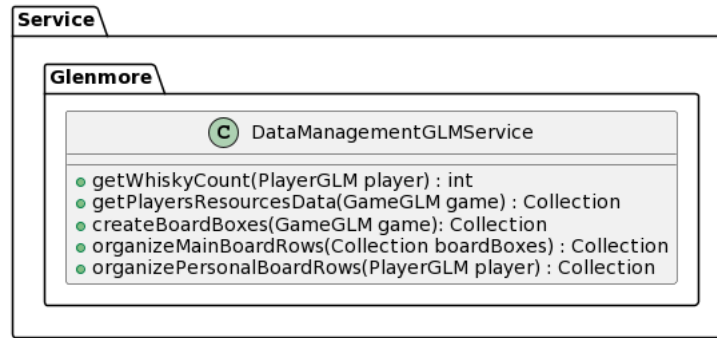 Service
Glenmore
C DataManagementGLMService
getWhiskyCount(PlayerGLM player) : int
getPlayersResourcesData(GameGLM game) : Collection
createBoardBoxes(GameGLM game): Collection
organizeMainBoardRows(Collection boardBoxes) : Collection
organizePersonalBoardRows(PlayerGLM player) : Collection